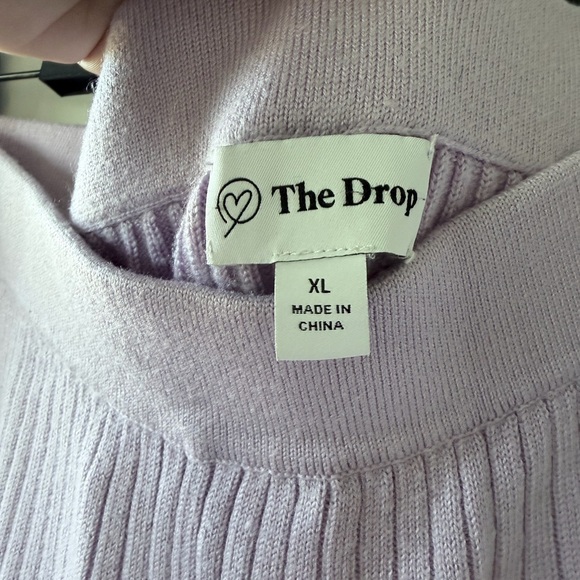 The Drop
XL
MADE IN
CHINA